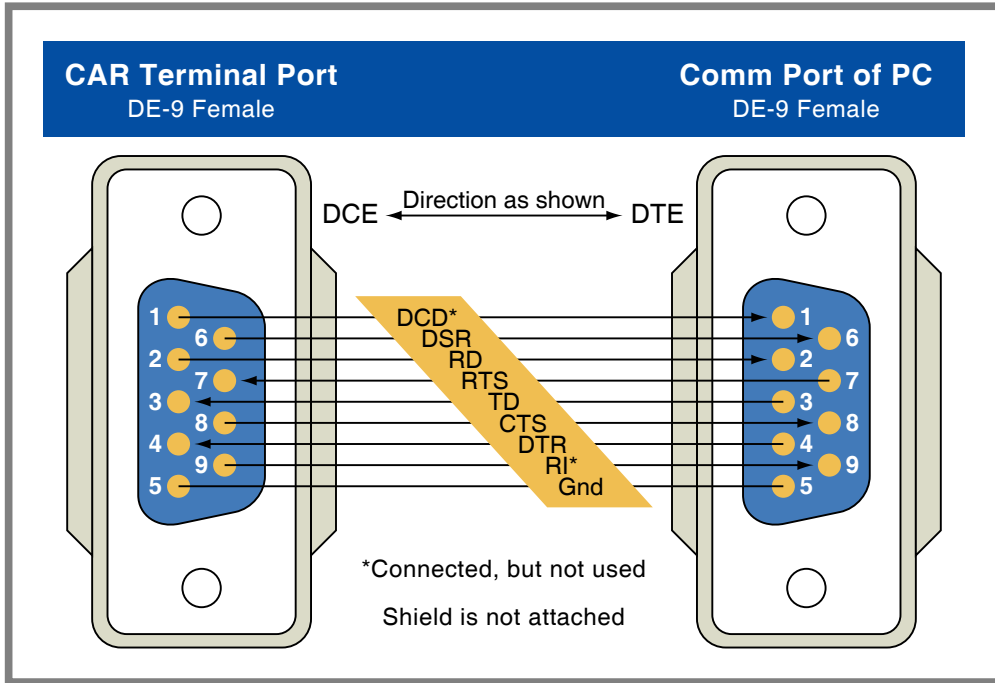 CAR Terminal Port
DE-9 Female
Comm Port of PC
DE-9 Female
DCE
Direction as shown
DTE
1
6
2
7
3
8
4
9
5
DCD*
DSR
RD
RTS
TD
CTS
DTR
RI*
Gnd
1
6
2
7
3
8
4
9
5
*Connected, but not used
Shield is not attached